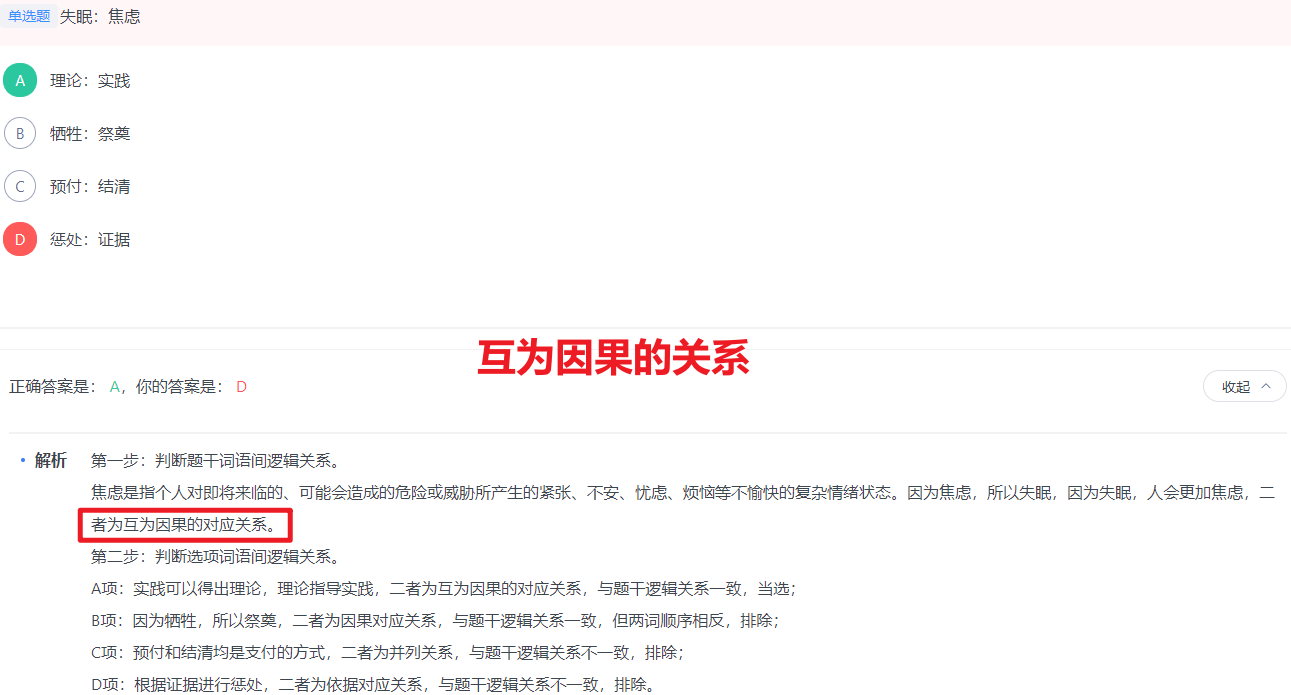 单选题 失眠：焦虑
A 理论：实践
B 牺牲：祭奠
C 预付：结清
D 惩处：证据
互为因果的关系
正确答案是： A，你的答案是： D
收起
解析 第一步：判断题干词语间逻辑关系。
焦虑是指个人对即将来临的、可能会造成的危险或威胁所产生的紧张、不安、忧虑、烦恼等不愉快的复杂情绪状态。因为焦虑，所以失眠，因为失眠，人会更加焦虑，二
者为互为因果的对应关系。
第二步：判断选项词语间逻辑关系。
A项：实践可以得出理论，理论指导实践，二者为互为因果的对应关系，与题干逻辑关系一致，当选；
B项：因为牺牲，所以祭奠，二者为因果对应关系，与题干逻辑关系一致，但两词顺序相反，排除；
C项：预付和结清均是支付的方式，二者为并列关系，与题干逻辑关系不一致，排除；
D项：根据证据进行惩处，二者为依据对应关系，与题干逻辑关系不一致，排除。